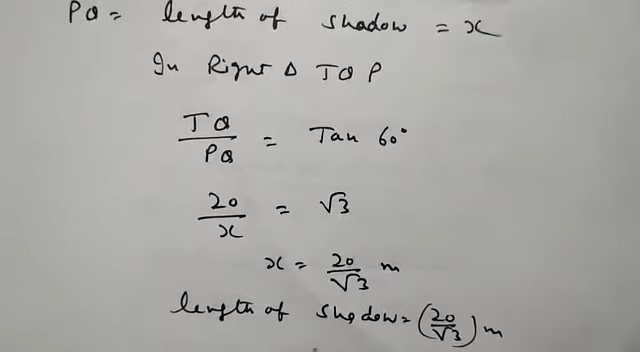 PQ = length of shadow = x
In Right Δ TQP
TQ/PQ = Tan 60°
20/x = √3
x = 20/√3 m
length of shadow = (20/√3) m